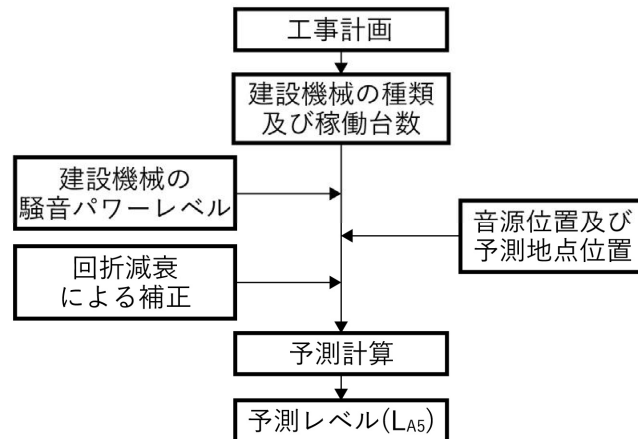 工事計画
建設機械の種類
及び稼働台数
建設機械の
騒音パワーレベル
音源位置及び
予測地点位置
回折減衰
による補正
予測計算
予測レベル(LA5)